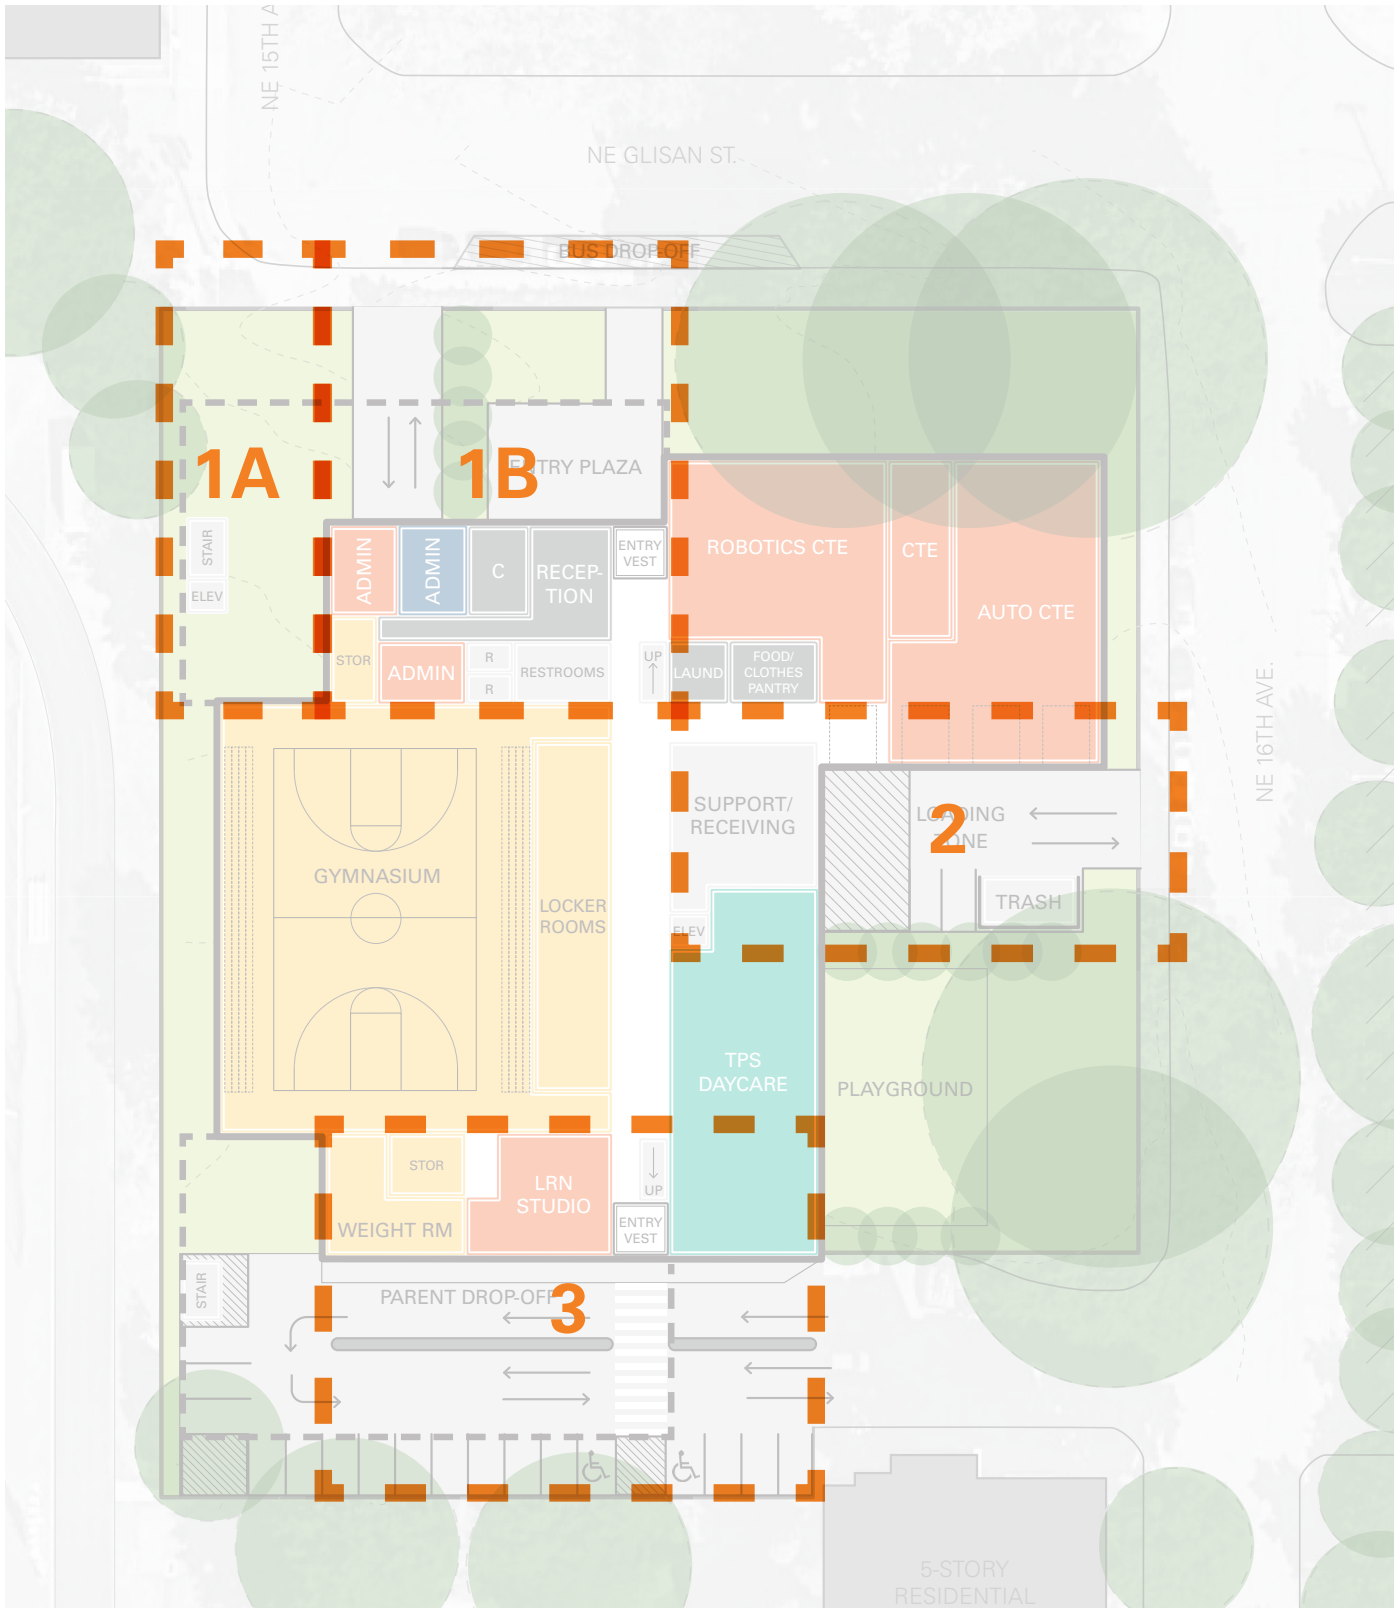 NE 15TH A
NE GLISAN ST.
BUS DROP-OFF
1A
1B
ENTRY PLAZA
STAIR
ELEV
ADMIN
ADMIN
C
RECEP-
TION
ENTRY
VEST
ROBOTICS CTE
CTE
AUTO CTE
STOR
ADMIN
R
R
RESTROOMS
UP
LAUND
FOOD/
CLOTHES
PANTRY
NE 16TH AVE.
GYMNASIUM
LOCKER
ROOMS
SUPPORT/
RECEIVING
LOADING
ZONE
2
TRASH
ELEV
TPS
DAYCARE
PLAYGROUND
STOR
WEIGHT RM
LRN
STUDIO
UP
ENTRY
VEST
STAIR
PARENT DROP-OFF
3
5-STORY
RESIDENTIAL